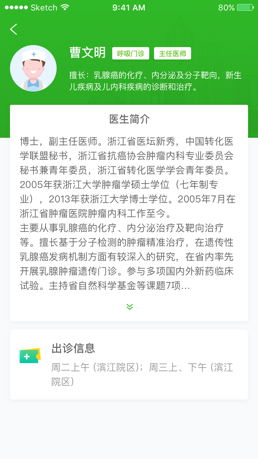 Sketch
9:41 AM
80%
曹文明 呼吸门诊 主任医师
擅长：乳腺癌的化疗、内分泌及分子靶向，新生
儿疾病及儿内科疾病的诊断和治疗。
医生简介
博士，副主任医师。浙江省医坛新秀，中国转化医
学联盟秘书，浙江省抗癌协会肿瘤内科专业委员会
秘书兼青年委员，浙江省转化医学学会青年委员。
2005年获浙江大学肿瘤学硕士学位（七年制专
业），2013年获浙江大学博士学位。2005年7月在
浙江省肿瘤医院肿瘤内科工作至今。
主要从事乳腺癌的化疗、内分泌治疗及靶向治疗
等。擅长基于分子检测的肿瘤精准治疗，在遗传性
乳腺癌发病机制方面有较深入的研究，在省内率先
开展乳腺肿瘤遗传门诊。参与多项国内外新药临床
试验。主持省自然科学基金等课题7项...
出诊信息
周二上午 (滨江院区)；周三上、下午 (滨江
院区)